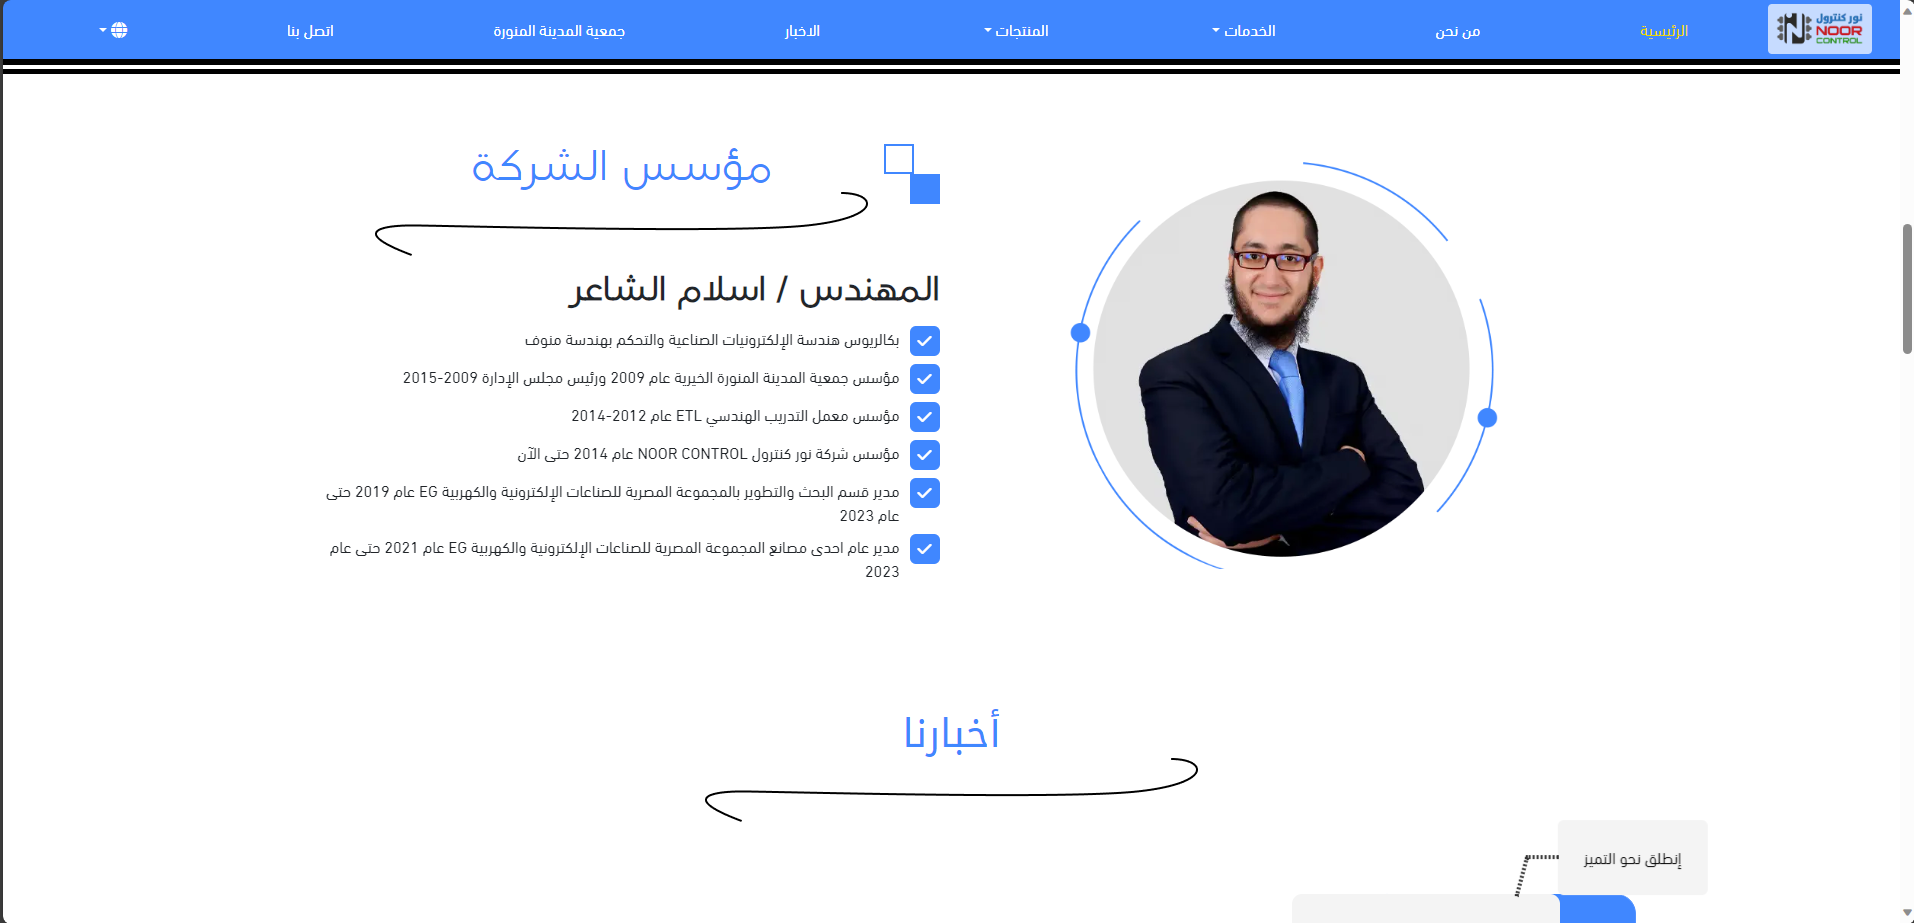 نور كنترول
NOOR
CONTROL
الرئيسية
من نحن
الخدمات
المنتجات
الاخبار
جمعية المدينة المنورة
اتصل بنا
مؤسس الشركة
المهندس / اسلام الشاعر
بكالريوس هندسة الإلكترونيات الصناعية والتحكم بهندسة منوف
مؤسس جمعية المدينة المنورة الخيرية عام 2009 ورئيس مجلس الإدارة 2009-2015
مؤسس معمل التدريب الهندسي ETL عام 2012-2014
مؤسس شركة نور كنترول NOOR CONTROL عام 2014 حتى الآن
مدير قسم البحث والتطوير بالمجموعة المصرية للصناعات الإلكترونية والكهربية EG عام 2019 حتى
عام 2023
مدير عام احدى مصانع المجموعة المصرية للصناعات الإلكترونية والكهربية EG عام 2021 حتى عام
2023
أخبارنا
إنطلق نحو التميز